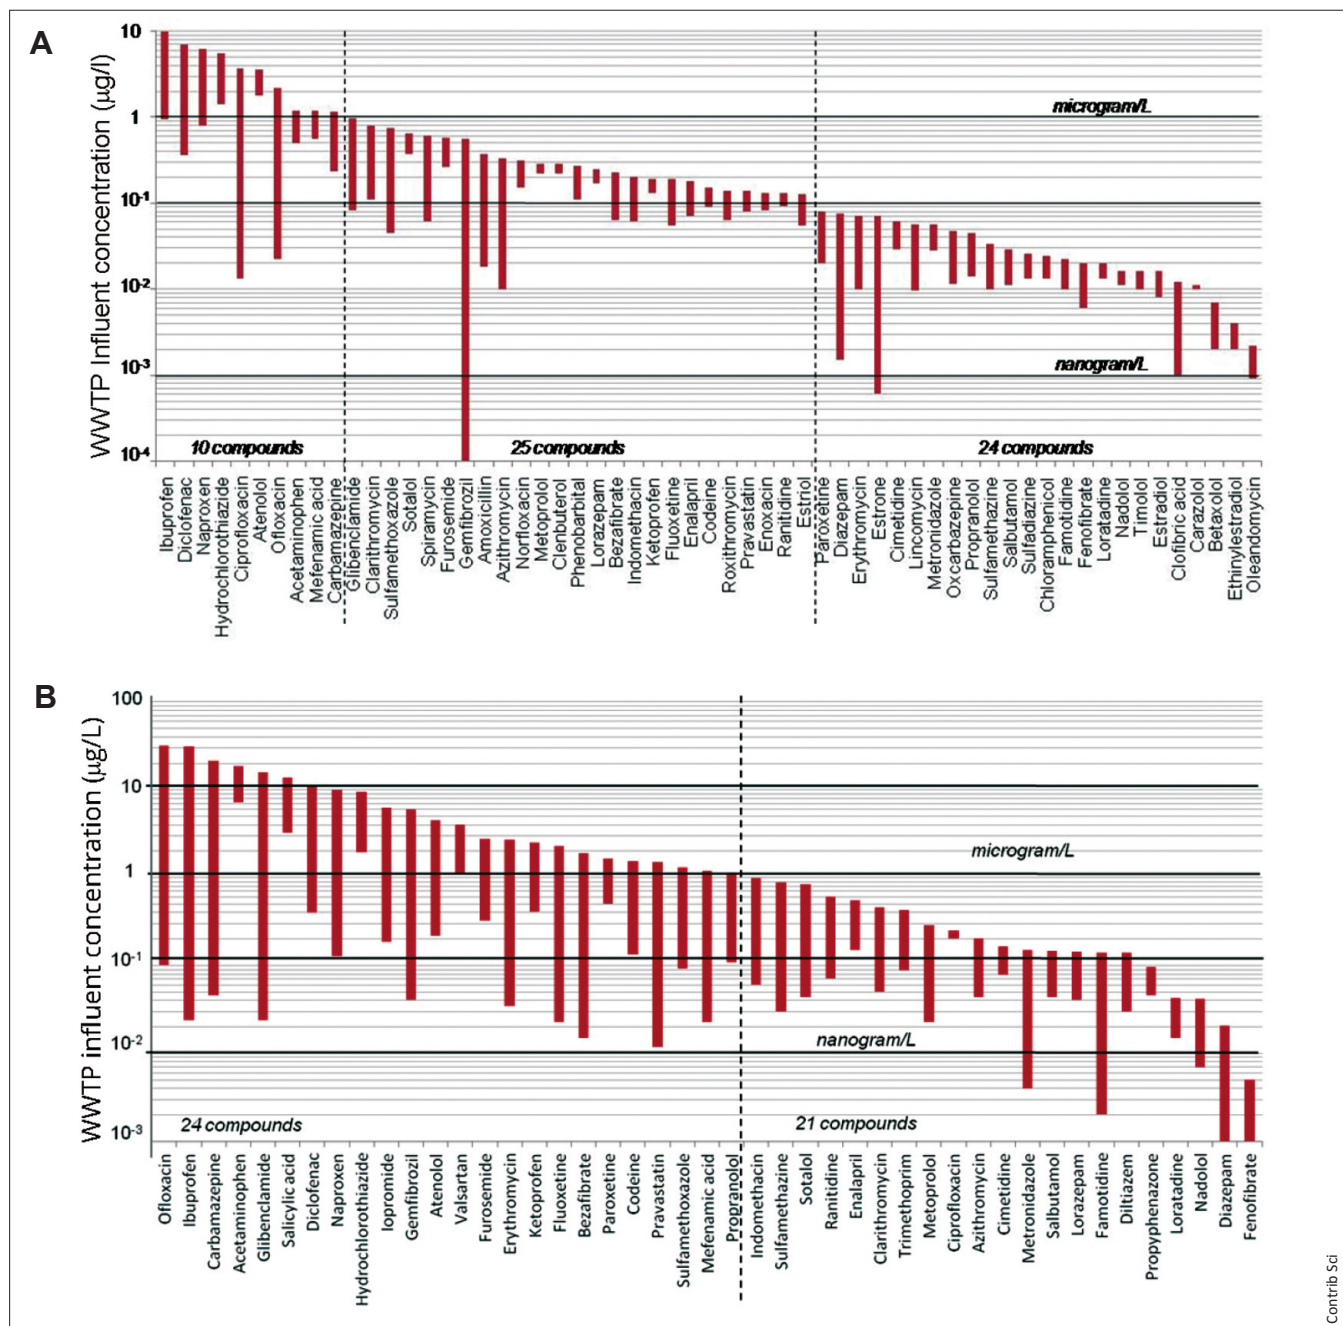 A
WWTP Influent concentration (µg/l)
10
1
10-1
10-2
10-3
10-4
microgram/L
nanogram/L
10 compounds
25 compounds
24 compounds
Ibuprofen
Diclofenac
Naproxen
Hydrochlorothiazide
Ciprofloxacin
Atenolol
Ofloxacin
Acetaminophen
Mefenamic acid
Carbamazepine
Glibenclamide
Clarithromycin
Sulfamethoxazole
Sotalol
Spiramycin
Furosemide
Gemfibrozil
Amoxicillin
Azithromycin
Norfloxacin
Metoprolol
Clenbuterol
Phenobarbital
Lorazepam
Bezafibrate
Indomethacin
Ketoprofen
Fluoxetine
Enalapril
Codeine
Roxithromycin
Pravastatin
Enoxacin
Ranitidine
Estriol
Paroxetine
Diazepam
Erythromycin
Estrone
Cimetidine
Lincomycin
Metronidazole
Oxcarbazepine
Propranolol
Sulfamethazine
Salbutamol
Sulfadiazine
Chloramphenicol
Famotidine
Fenofibrate
Loratadine
Nadolol
Timolol
Estradiol
Clofibric acid
Carazolol
Betaxolol
Ethinylestradiol
Oleandomycin
B
WWTP influent concentration (µg/L)
100
10
1
10-1
10-2
10-3
microgram/L
nanogram/L
24 compounds
21 compounds
Ofloxacin
Ibuprofen
Carbamazepine
Acetaminophen
Glibenclamide
Salicylic acid
Diclofenac
Naproxen
Hydrochlorothiazide
Iopromide
Gemfibrozil
Atenolol
Valsartan
Furosemide
Erythromycin
Ketoprofen
Fluoxetine
Bezafibrate
Paroxetine
Codeine
Pravastatin
Sulfamethoxazole
Mefenamic acid
Propranolo
Indomethacin
Sulfamethazine
Sotalol
Ranitidine
Enalapril
Clarithromycin
Trimethoprim
Metoprolol
Ciprofloxacin
Azithromycin
Cimetidine
Metronidazole
Salbutamol
Lorazepam
Famotidine
Diltiazem
Propyphenazone
Loratadine
Nadolol
Diazepam
Fenofibrate
Contrib Sci